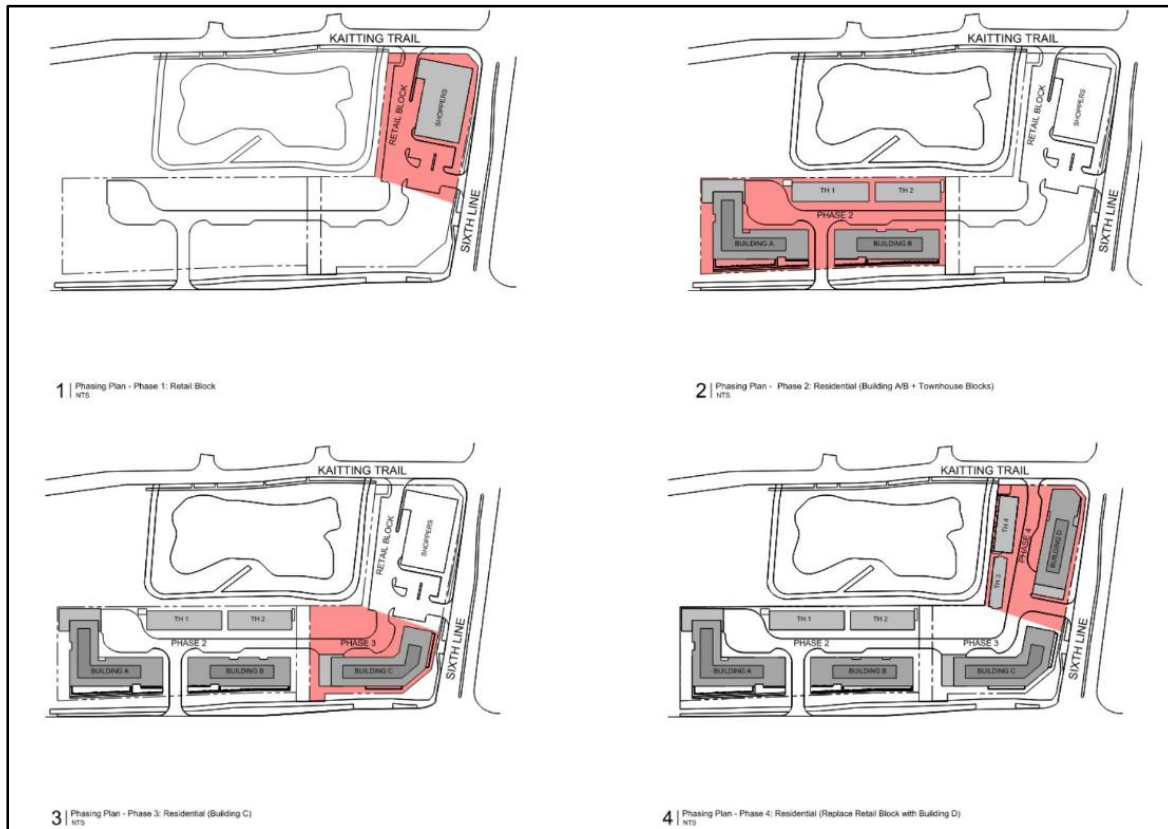 KAITTING TRAIL
RETAIL BLOCK
SHOPPERS
SIXTH LINE
1 Phasing Plan - Phase 1: Retail Block
NTS
KAITTING TRAIL
RETAIL BLOCK
SHOPPERS
TH 1
TH 2
PHASE 2
BUILDING A
BUILDING B
SIXTH LINE
2 Phasing Plan - Phase 2: Residential (Building A/B + Townhouse Blocks)
NTS
KAITTING TRAIL
RETAIL BLOCK
SHOPPERS
TH 1
TH 2
PHASE 2
PHASE 3
BUILDING A
BUILDING B
BUILDING C
SIXTH LINE
3 Phasing Plan - Phase 3: Residential (Building C)
NTS
KAITTING TRAIL
TH 4
PHASE 4
BUILDING D
TH 3
TH 1
TH 2
PHASE 2
PHASE 3
BUILDING A
BUILDING B
BUILDING C
SIXTH LINE
4 Phasing Plan - Phase 4: Residential (Replace Retail Block with Building D)
NTS